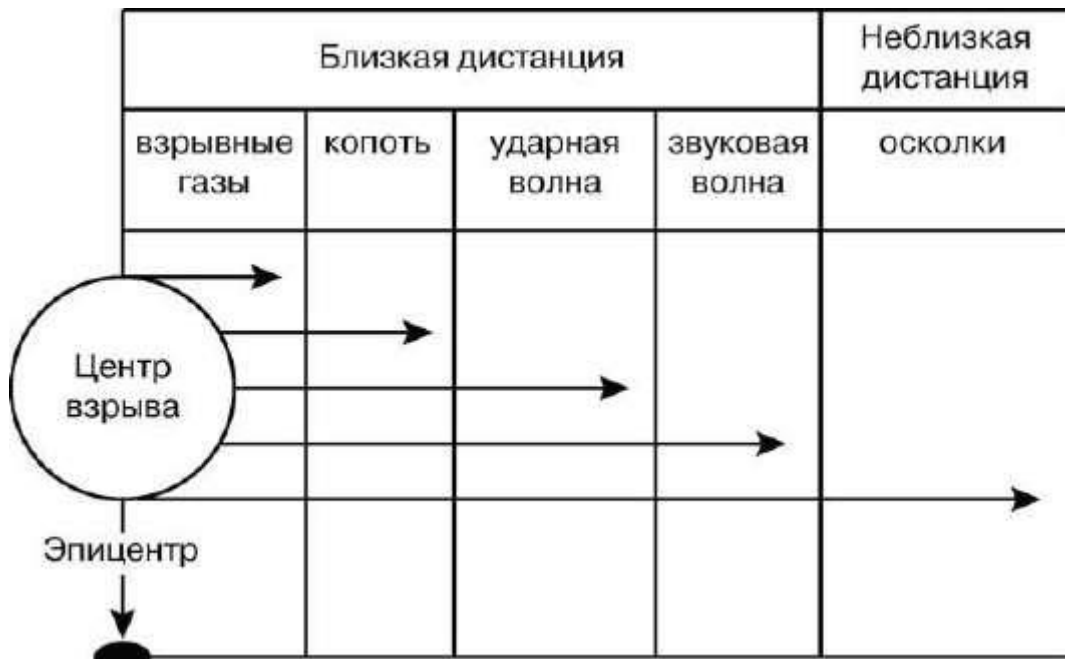 Близкая дистанция
Неблизкая
дистанция
взрывные
газы
копоть
ударная
волна
звуковая
волна
осколки
Центр
взрыва
Эпицентр